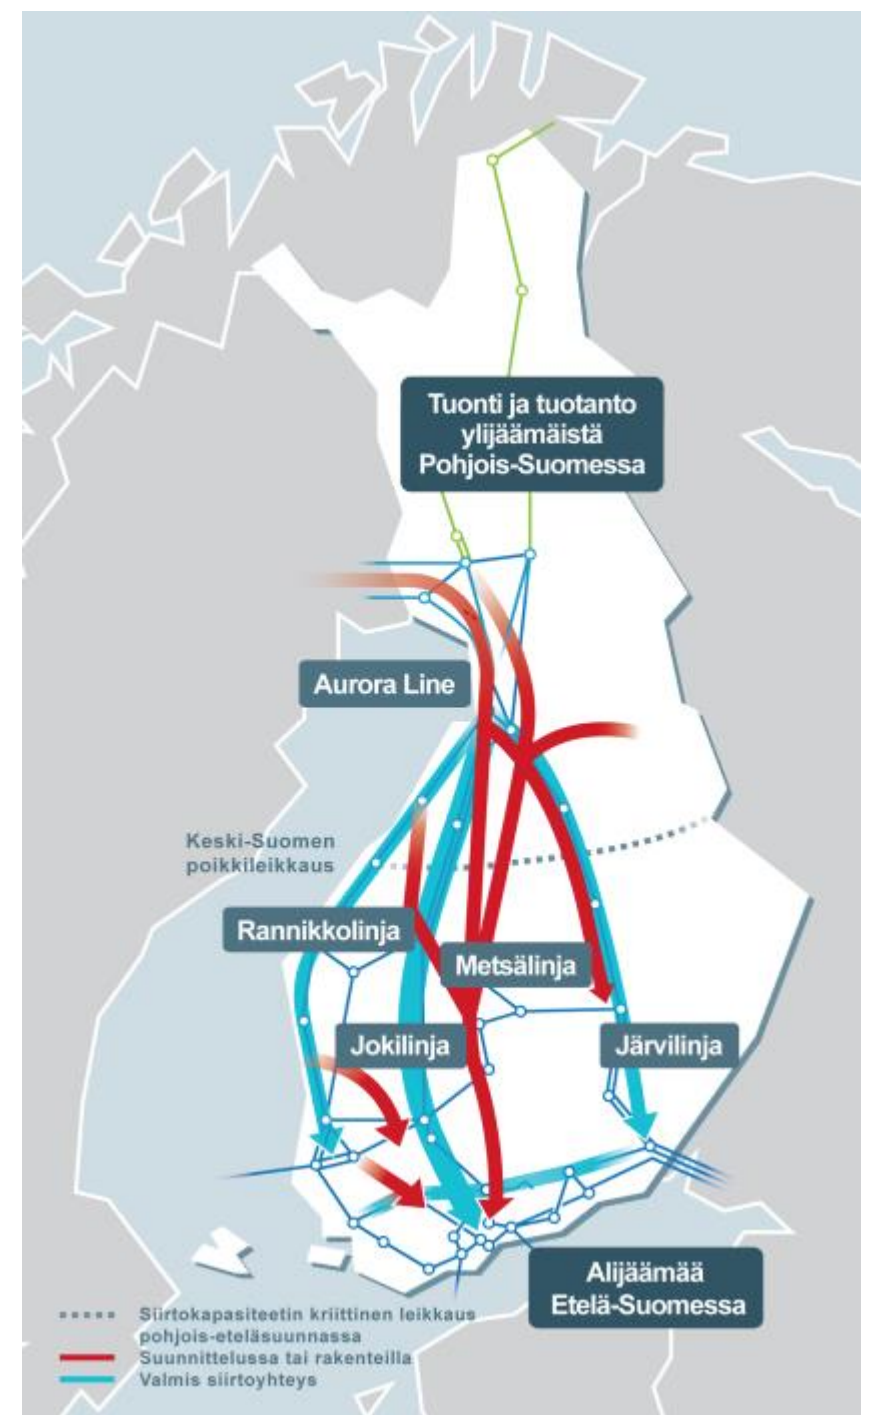 Tuonti ja tuotanto
ylijäämäistä
Pohjois-Suomessa
Aurora Line
Keski-Suomen
poikkileikkaus
Rannikkolinja
Metsälinja
Jokilinja
Järvilinja
Alijäämää
Etelä-Suomessa
Siirtokapasiteetin kriittinen leikkaus
pohjois-eteläsuunnassa
Suunnittelussa tai rakenteilla
Valmis siirtoyhteys